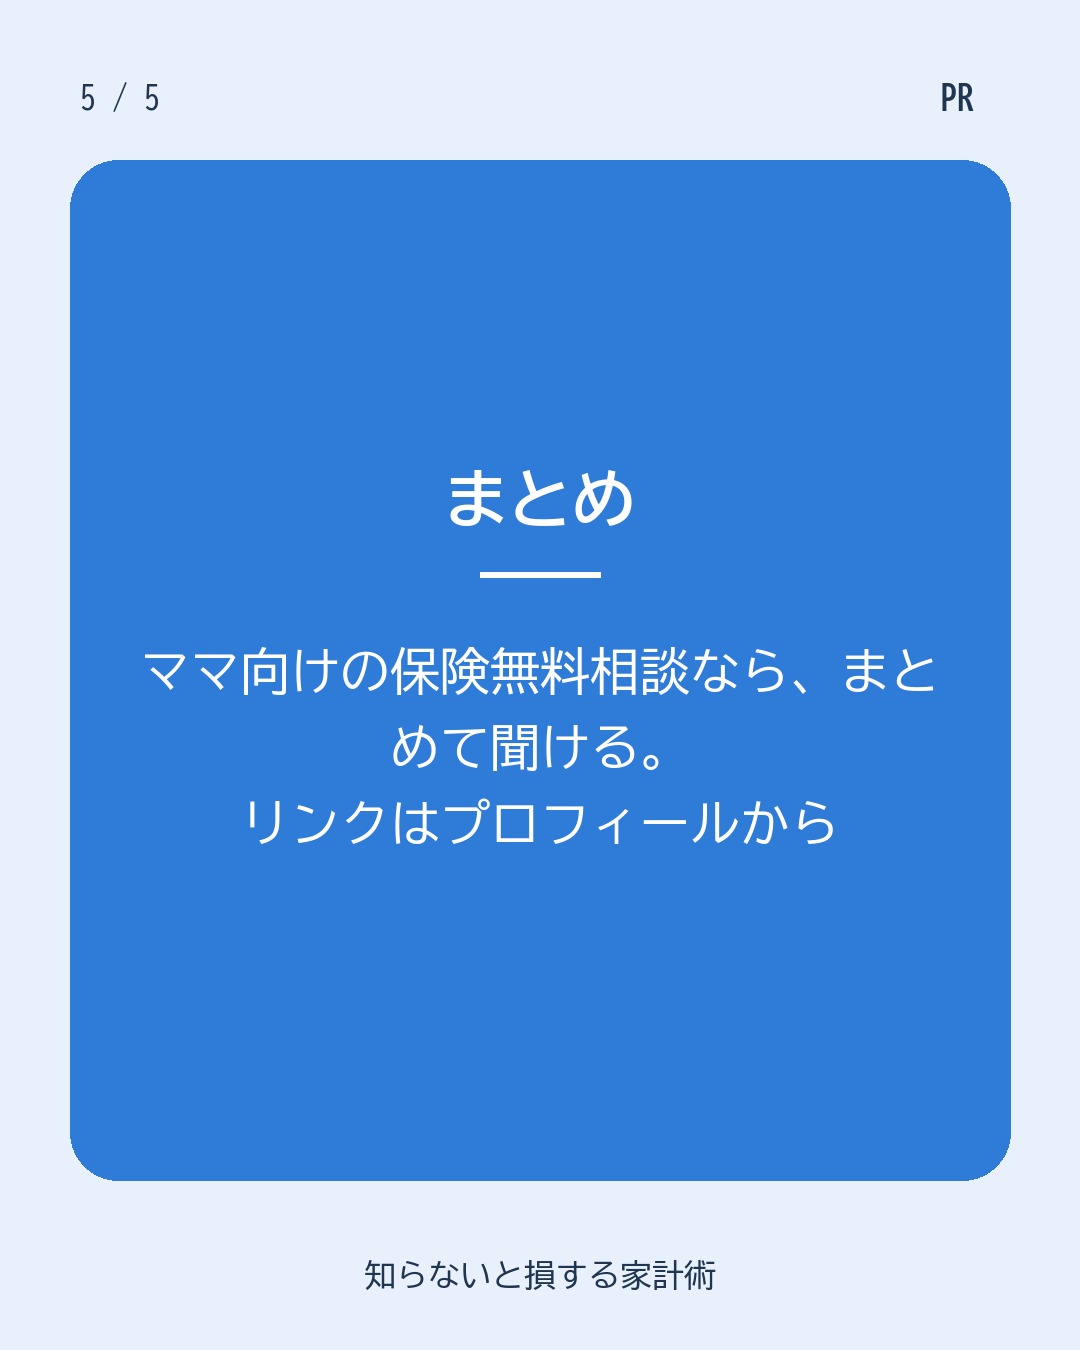 5 / 5
PR
まとめ
ママ向けの保険無料相談なら、まと
めて聞ける。
リンクはプロフィールから
知らないと損する家計術